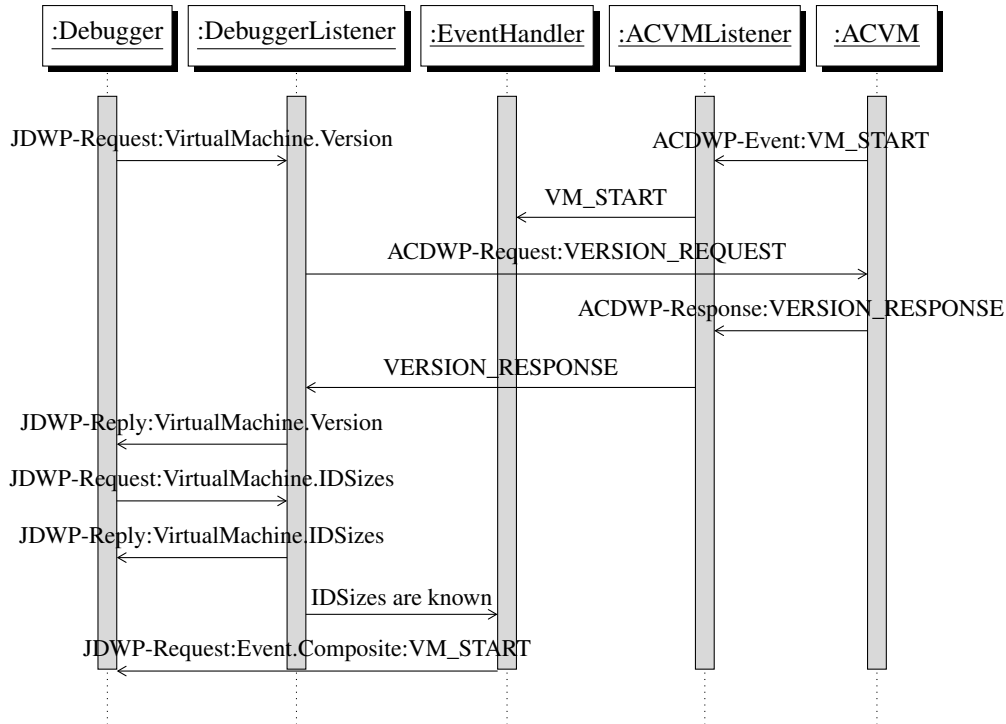 :Debugger
:DebuggerListener
:EventHandler
:ACVMListener
:ACVM
JDWP-Request:VirtualMachine.Version
ACDWP-Event:VM_START
VM_START
ACDWP-Request:VERSION_REQUEST
ACDWP-Response:VERSION_RESPONSE
VERSION_RESPONSE
JDWP-Reply:VirtualMachine.Version
JDWP-Request:VirtualMachine.IDSizes
JDWP-Reply:VirtualMachine.IDSizes
IDSizes are known
JDWP-Request:Event.Composite:VM_START